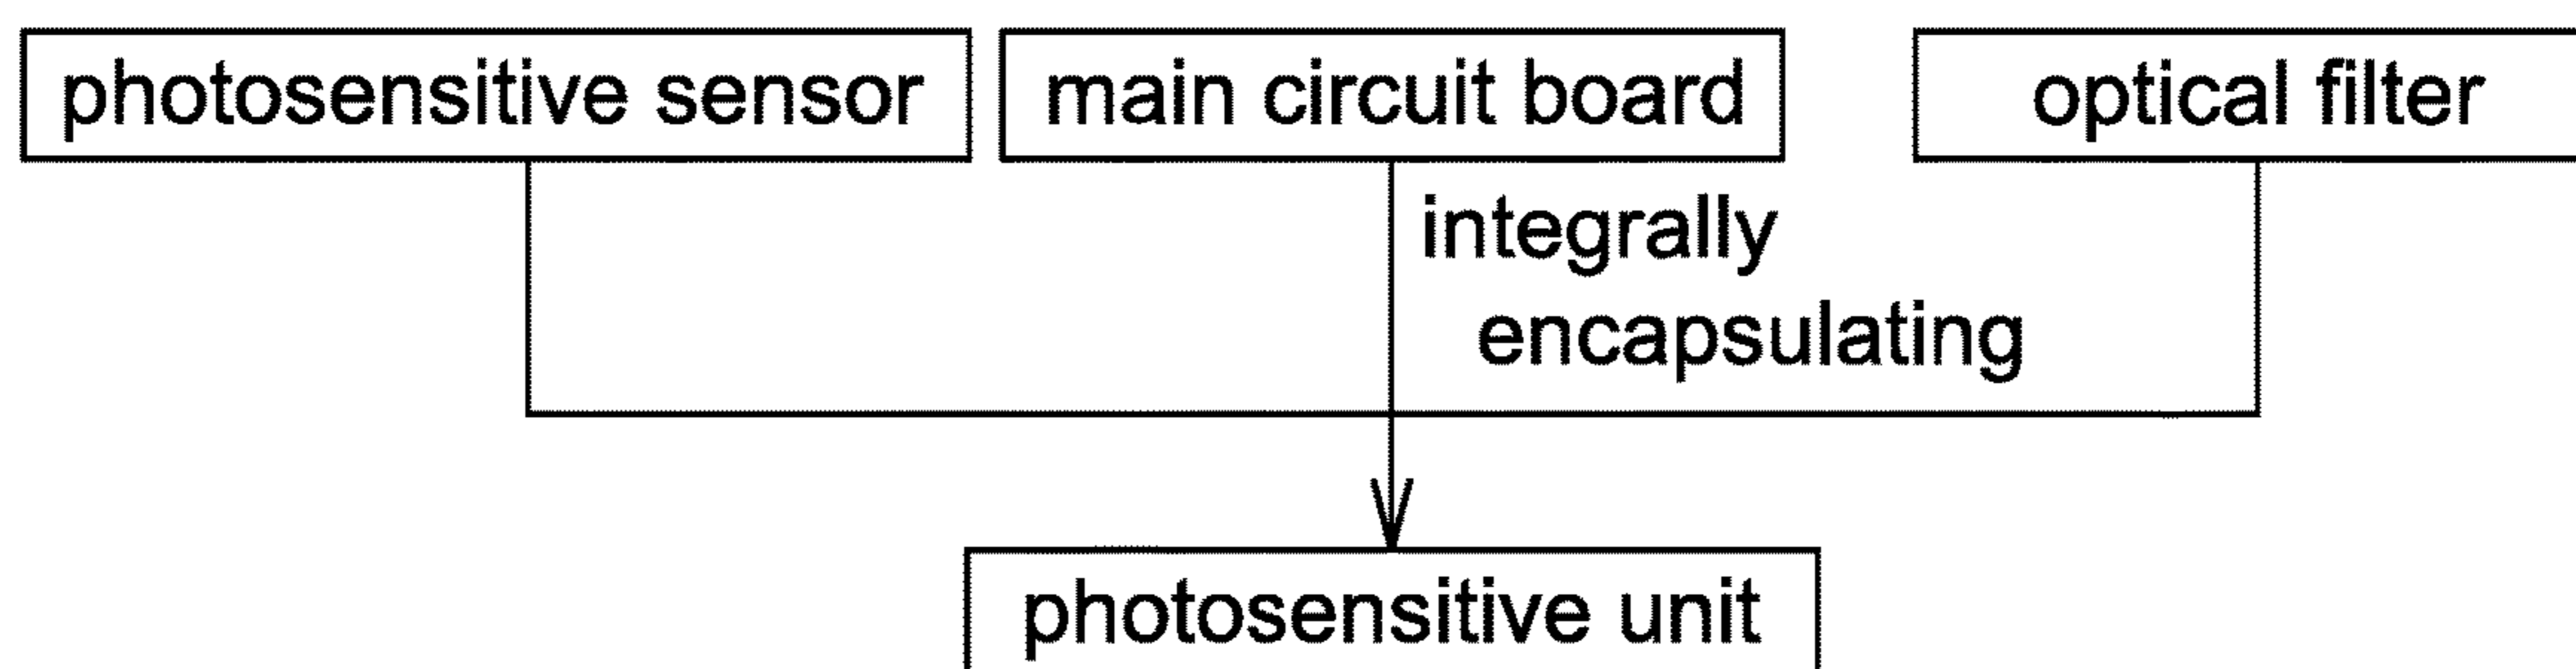 photosensitive sensor
main circuit board
optical filter
integrally
encapsulating
photosensitive unit